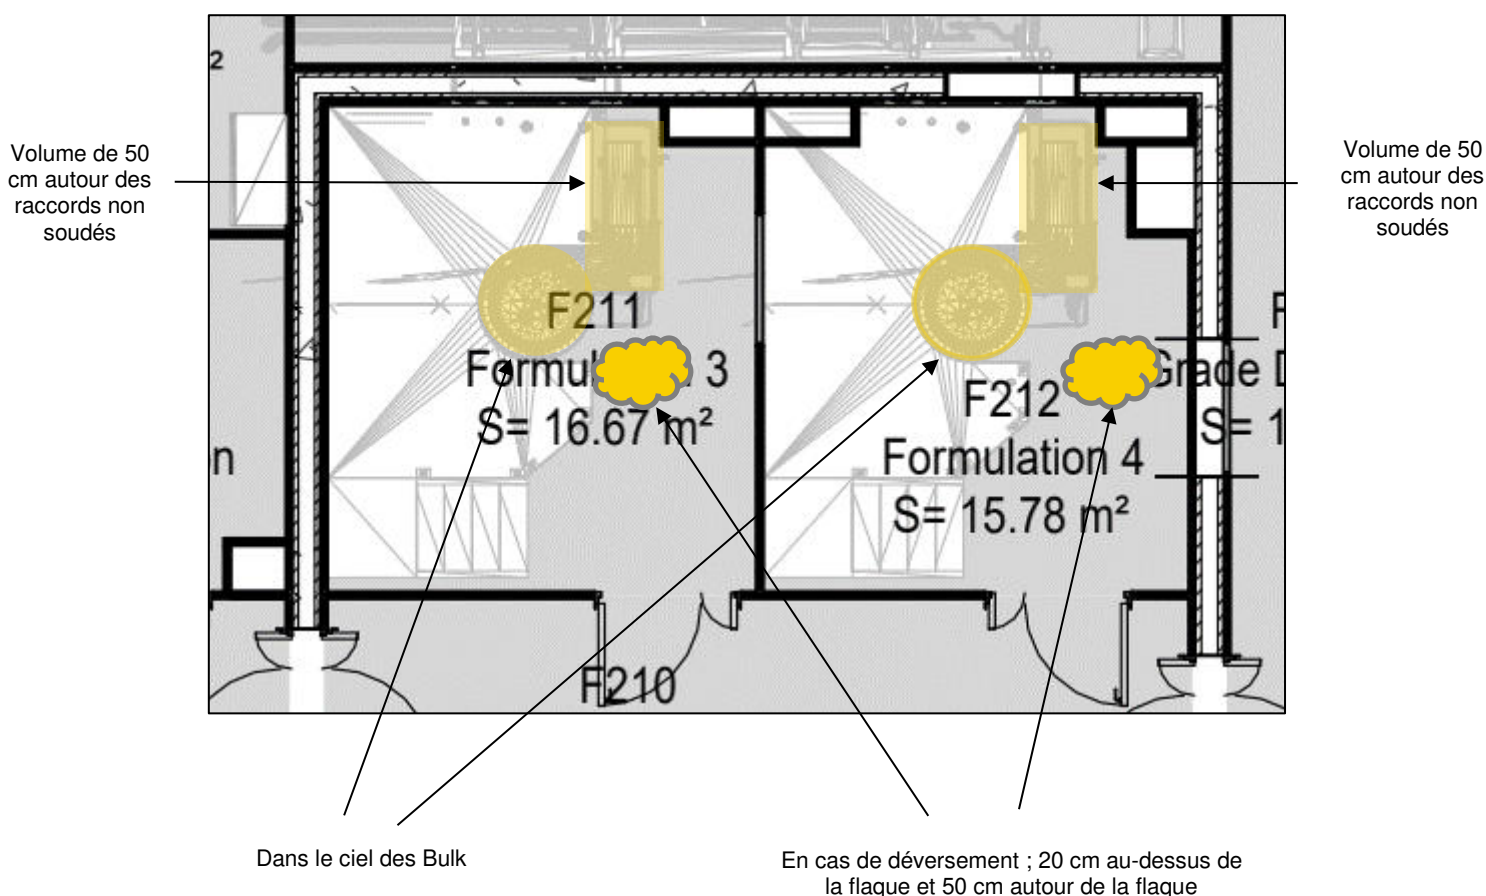 2
Volume de 50
cm autour des
raccords non
soudés
Volume de 50
cm autour des
raccords non
soudés
F211
Formul 3
S= 16.67 m²
F212
Formulation 4
S= 15.78 m²
Grade D
S= 1
n
F210
Dans le ciel des Bulk
En cas de déversement ; 20 cm au-dessus de
la flaque et 50 cm autour de la flaque